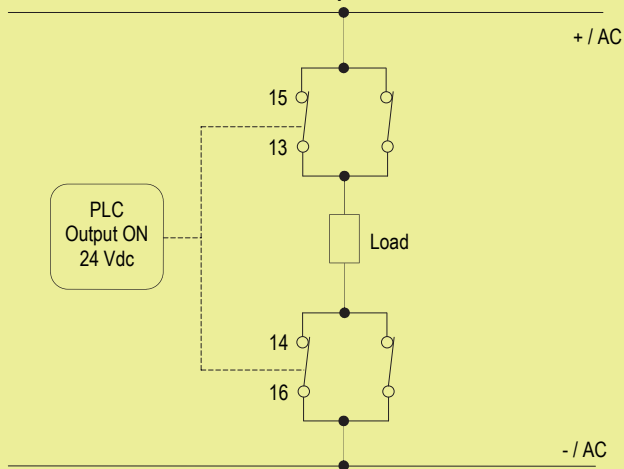 + / AC
15
13
PLC
Output ON
24 Vdc
Load
14
16
- / AC